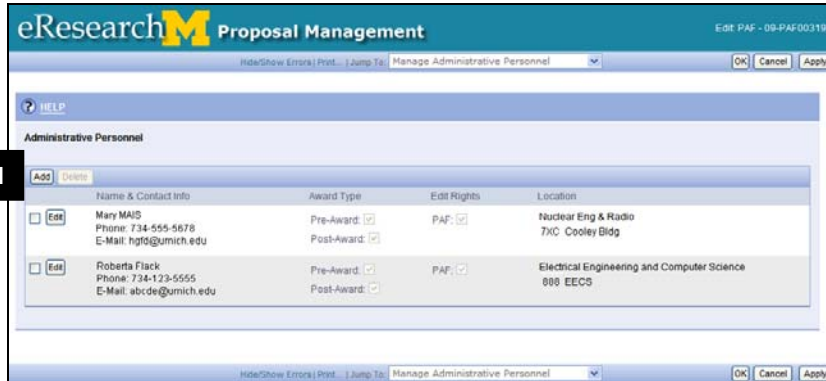 eResearch M Proposal Management
Edit: PAF - 09-PAF00319
Hide/Show Errors | Print... | Jump To: Manage Administrative Personnel
OK Cancel Apply
? HELP
Administrative Personnel
Add Delete
Name & Contact Info Award Type Edit Rights Location
Edit Mary MAIS Pre-Award: PAF: Nuclear Eng & Radio
Phone: 734-555-5678 Post-Award: 7XC Cooley Bldg
E-Mail: hgfd@umich.edu
Edit Roberta Flack Pre-Award: PAF: Electrical Engineering and Computer Science
Phone: 734-123-5555 Post-Award: 888 EECS
E-Mail: abcde@umich.edu
Hide/Show Errors | Print... | Jump To: Manage Administrative Personnel
OK Cancel Apply